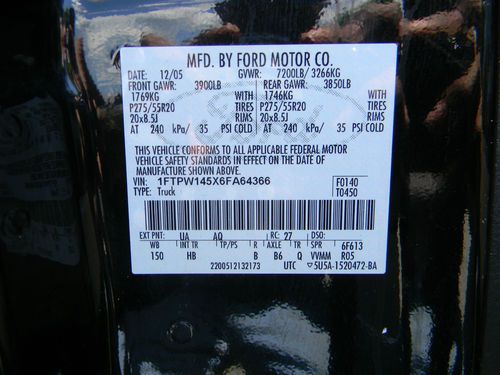 MFD. BY FORD MOTOR CO.
DATE: 12/05 GVWR: 7200LB/ 3266KG
FRONT GAWR: 3900LB REAR GAWR: 3850LB
1769KG WITH 1746KG WITH
P275/55R20 TIRES P275/55R20 TIRES
20x8.5J RIMS 20x8.5J RIMS
AT 240 kPa/ 35 PSI COLD AT 240 kPa/ 35 PSI COLD
THIS VEHICLE CONFORMS TO ALL APPLICABLE FEDERAL MOTOR
VEHICLE SAFETY STANDARDS IN EFFECT ON THE DATE OF
MANUFACTURE SHOWN ABOVE.
VIN: 1FTPW145X6FA64366 F0140
TYPE: Truck T0450
EXT PNT: UA AQ RC: 27 DSO:
WB INT TR TP/PS R AXLE TR SPR 6F613
150 HB B B6 Q VVMM R05
2200512132173 UTC 5U5A-1520472-BA